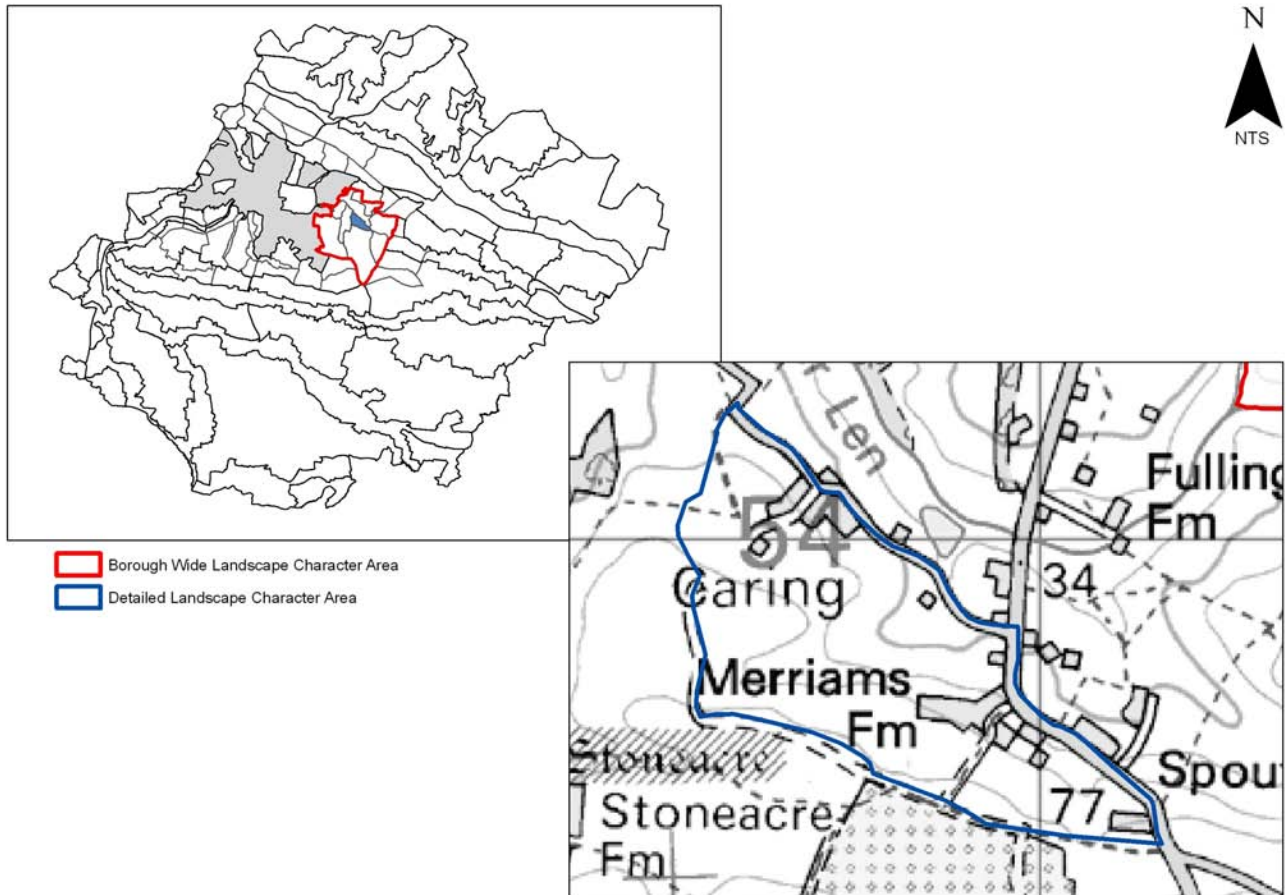 N
NTS
Borough Wide Landscape Character Area
Detailed Landscape Character Area
Len
Fulling
Fm
54
34
Caring
Merriams
Fm
Stoneacre
Stoneacre
Fm
77
Spou